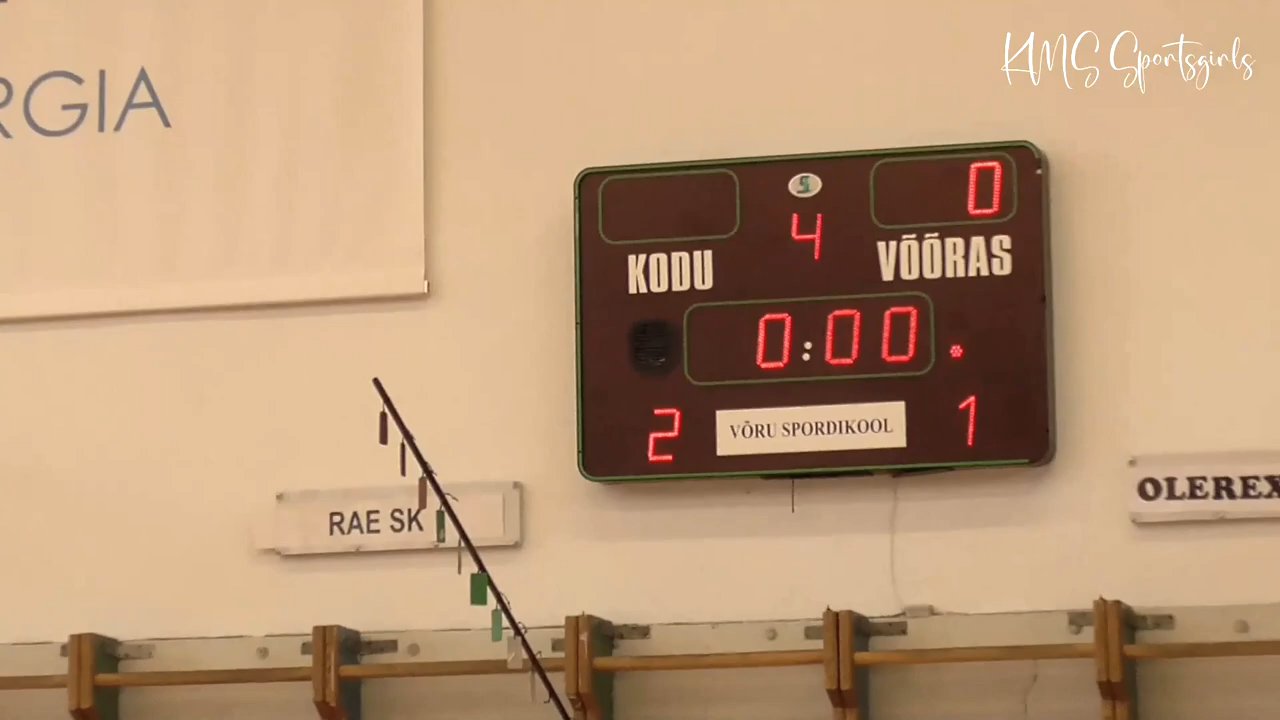 KMS Sportsgirls
RGIA
0
4
KODU
VÕÕRAS
0:00
2
VÕRU SPORDIKOOL
1
RAE SK
OLEREX